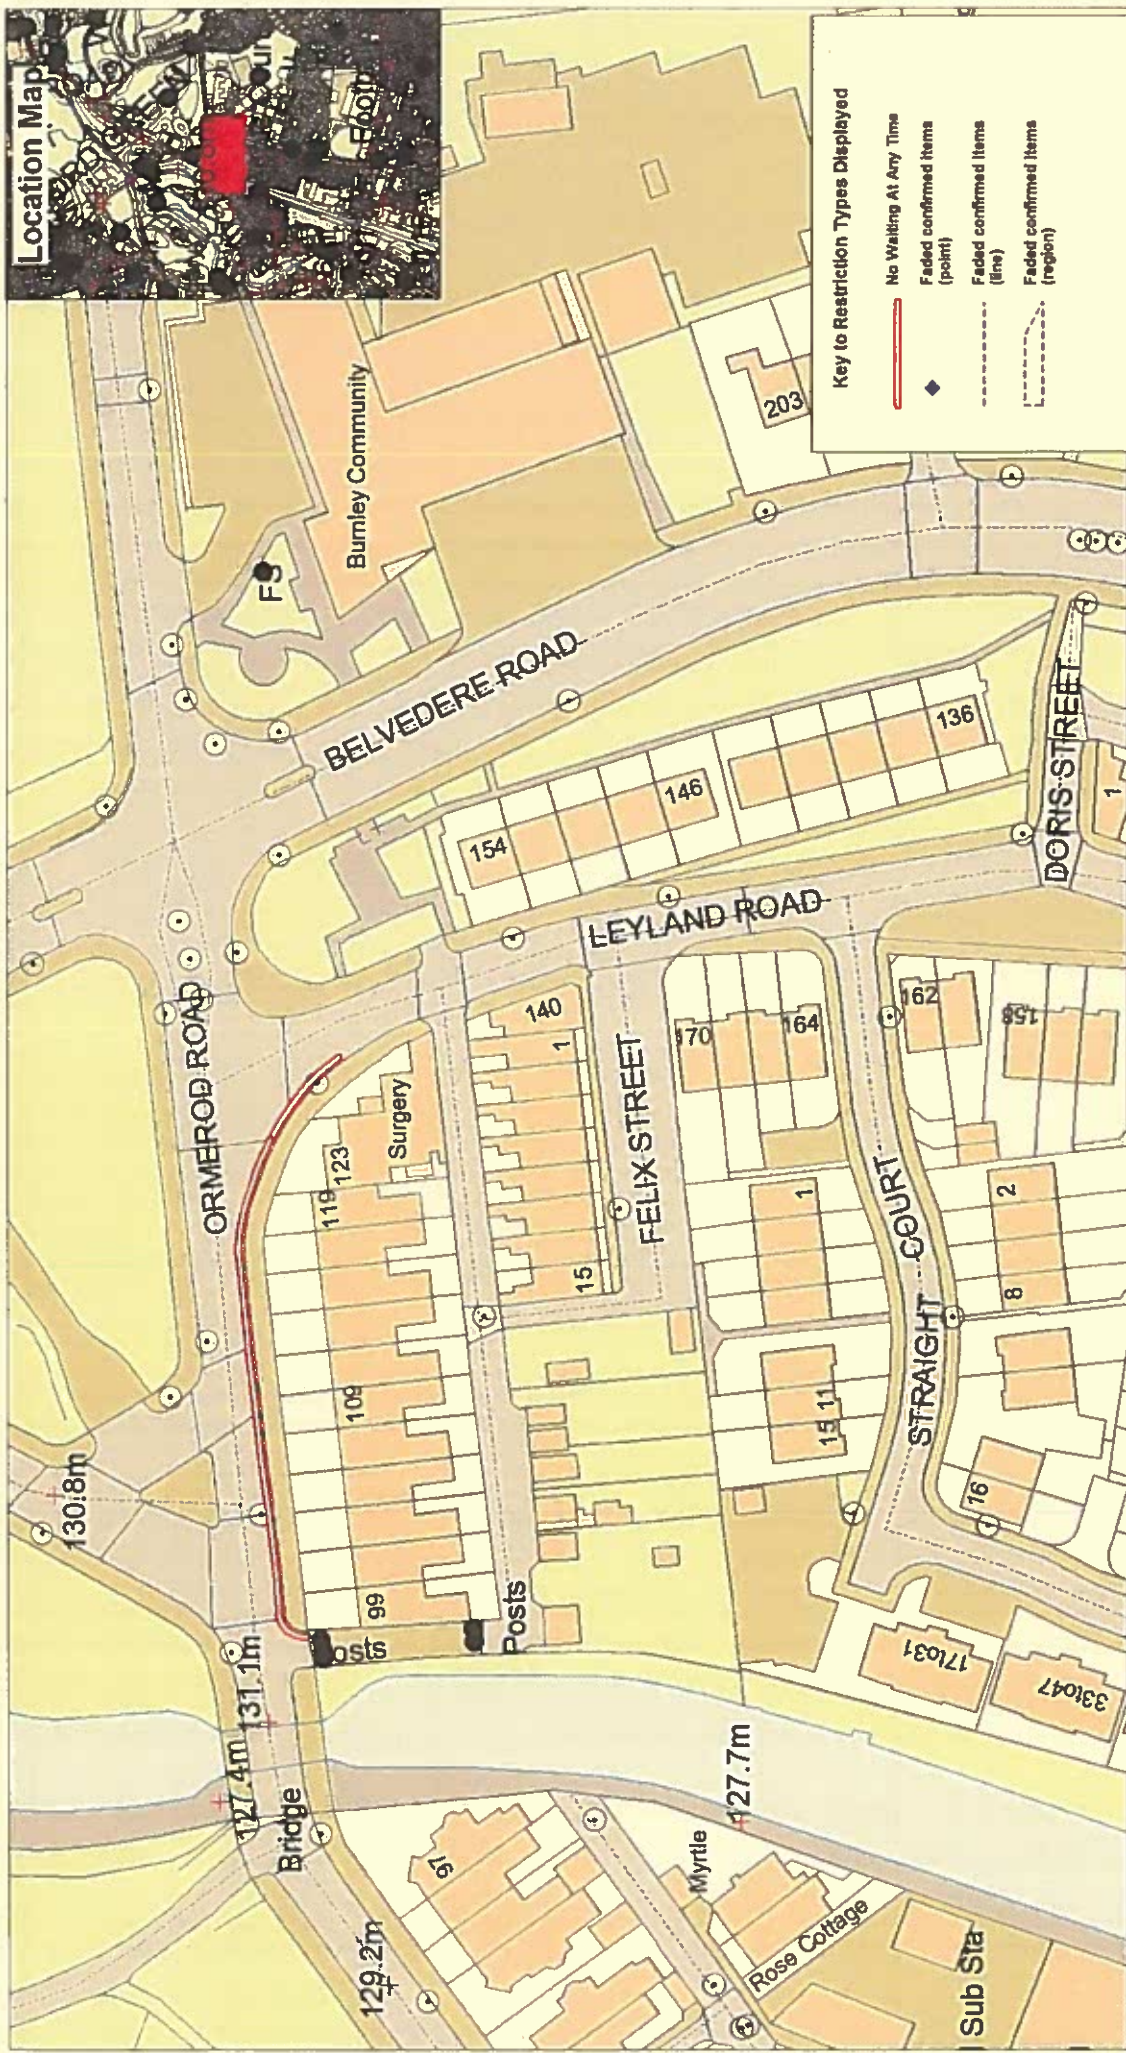 Location Map
Key to Restriction Types Displayed
No Waiting At Any Time
Faded confirmed items
(point)
Faded confirmed items
(line)
Faded confirmed items
(region)
Burnley Community
FS
203
BELVEDERE ROAD
ORMEROD ROAD
LEYLAND ROAD
DORIS STREET
FELIX STREET
STRAIGHT COURT
154
146
136
1
140
1
15
170
164
162
158
Surgery
123
119
109
99
1
11
15
2
8
16
17to31
33to47
130.8m
131.1m
127.4m
Bridge
Posts
129.2m
97
127.7m
Myrtle
Rose Cottage
Sub Sta